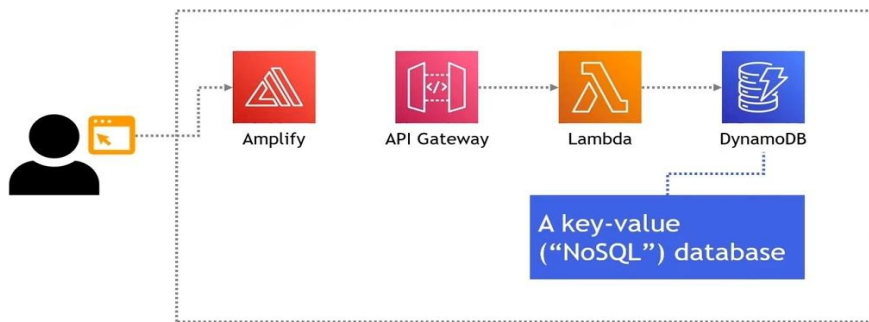 Amplify
API Gateway
Lambda
DynamoDB
A key-value
(“NoSQL”) database